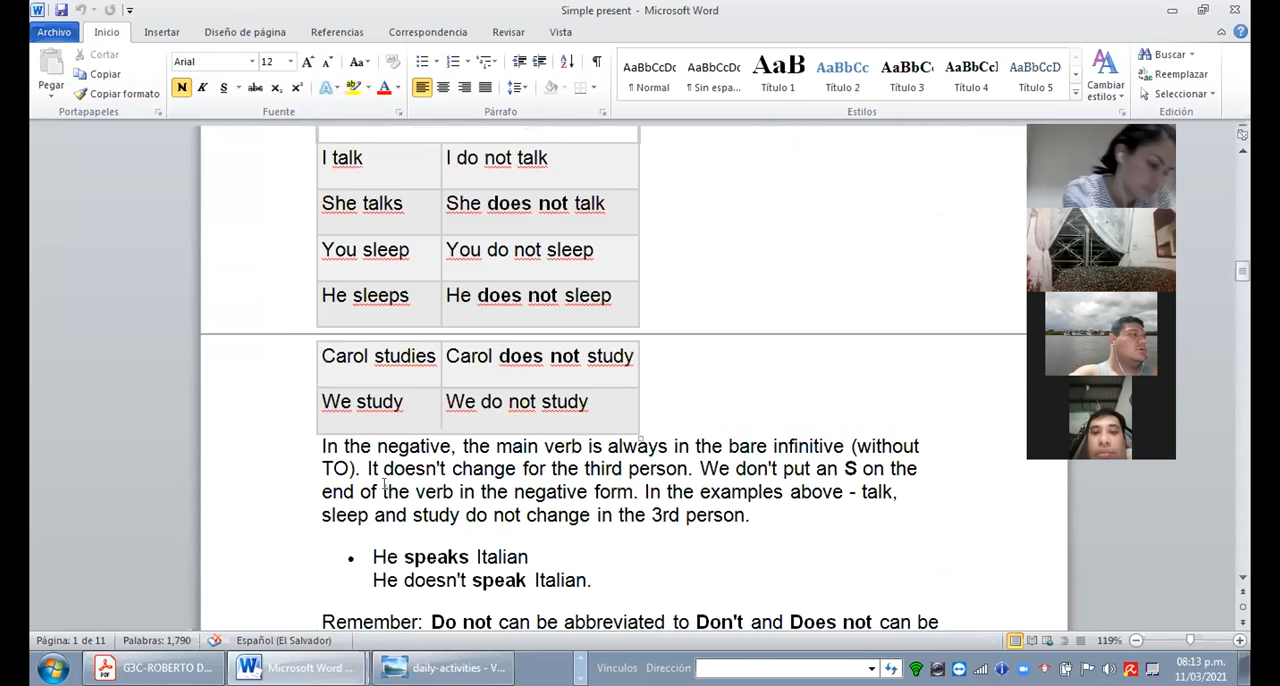 Simple present - Microsoft Word
Archivo Inicio Insertar Diseño de página Referencias Correspondencia Revisar Vista
Pegar
Cortar
Copiar
Copiar formato
Portapapeles
Arial 12
Fuente
Párrafo
AaBbCcDc AaBbCcDc AaB AaBbCc AaBbC AaBbCcI AaBbCcD
¶ Normal ¶ Sin espa... Título 1 Título 2 Título 3 Título 4 Título 5
Cambiar estilos
Estilos
Buscar
Reemplazar
Seleccionar
Edición
I talk I do not talk
She talks She does not talk
You sleep You do not sleep
He sleeps He does not sleep
Carol studies Carol does not study
We study We do not study
In the negative, the main verb is always in the bare infinitive (without
TO). It doesn't change for the third person. We don't put an S on the
end of the verb in the negative form. In the examples above - talk,
sleep and study do not change in the 3rd person.
• He speaks Italian
He doesn't speak Italian.
Remember: Do not can be abbreviated to Don't and Does not can be
Página: 1 de 11 Palabras: 1,790 Español (El Salvador) 119%
G3C-ROBERTO D... Microsoft Word ... daily-activities - V... Vínculos Dirección
08:13 p.m.
11/03/2021